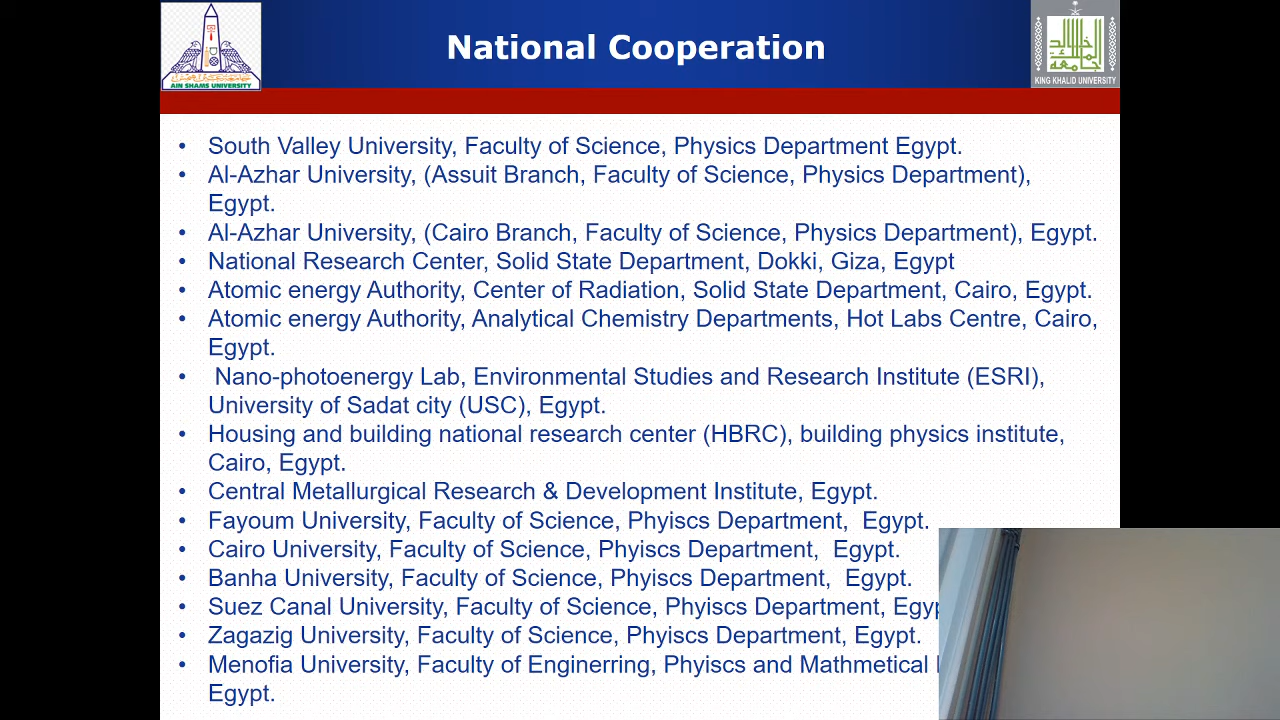 National Cooperation
AIN SHAMS UNIVERSITY
KING KHALID UNIVERSITY
• South Valley University, Faculty of Science, Physics Department Egypt.
• Al-Azhar University, (Assuit Branch, Faculty of Science, Physics Department),
Egypt.
• Al-Azhar University, (Cairo Branch, Faculty of Science, Physics Department), Egypt.
• National Research Center, Solid State Department, Dokki, Giza, Egypt
• Atomic energy Authority, Center of Radiation, Solid State Department, Cairo, Egypt.
• Atomic energy Authority, Analytical Chemistry Departments, Hot Labs Centre, Cairo,
Egypt.
• Nano-photoenergy Lab, Environmental Studies and Research Institute (ESRI),
University of Sadat city (USC), Egypt.
• Housing and building national research center (HBRC), building physics institute,
Cairo, Egypt.
• Central Metallurgical Research & Development Institute, Egypt.
• Fayoum University, Faculty of Science, Phyiscs Department, Egypt.
• Cairo University, Faculty of Science, Phyiscs Department, Egypt.
• Banha University, Faculty of Science, Phyiscs Department, Egypt.
• Suez Canal University, Faculty of Science, Phyiscs Department,
• Zagazig University, Faculty of Science, Phyiscs Department, Egypt.
• Menofia University, Faculty of Enginerring, Phyiscs and Mathmetical
Egypt.